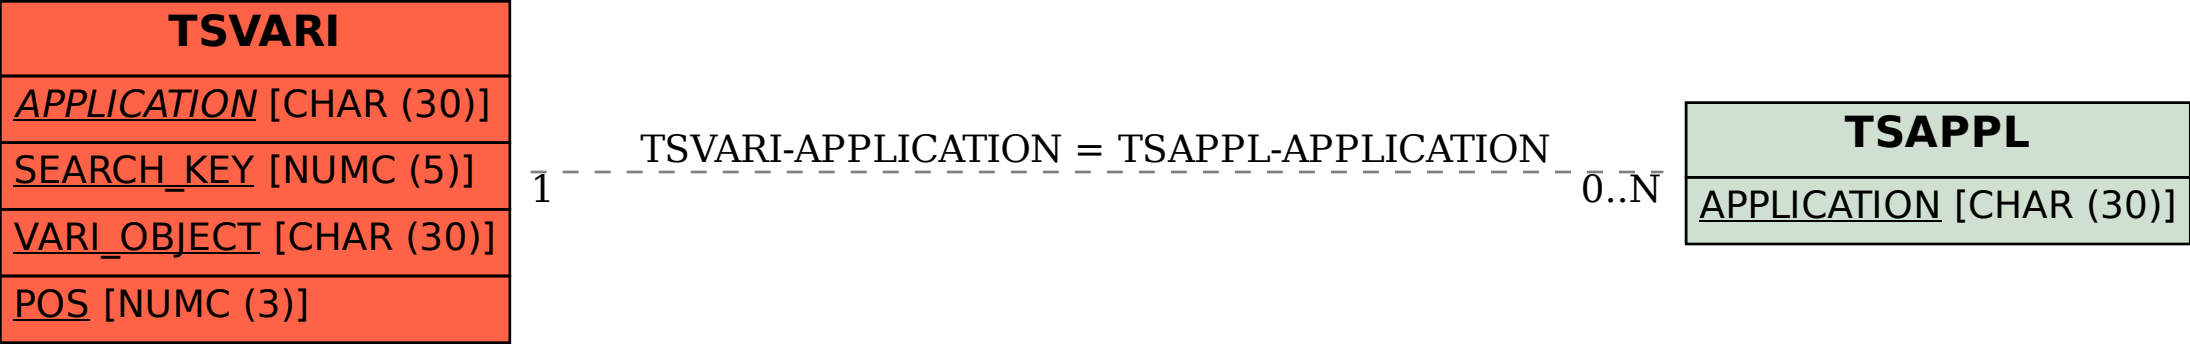 TSVARI
APPLICATION [CHAR (30)]
SEARCH_KEY [NUMC (5)]
VARI_OBJECT [CHAR (30)]
POS [NUMC (3)]
TSVARI-APPLICATION = TSAPPL-APPLICATION
1
0..N
TSAPPL
APPLICATION [CHAR (30)]